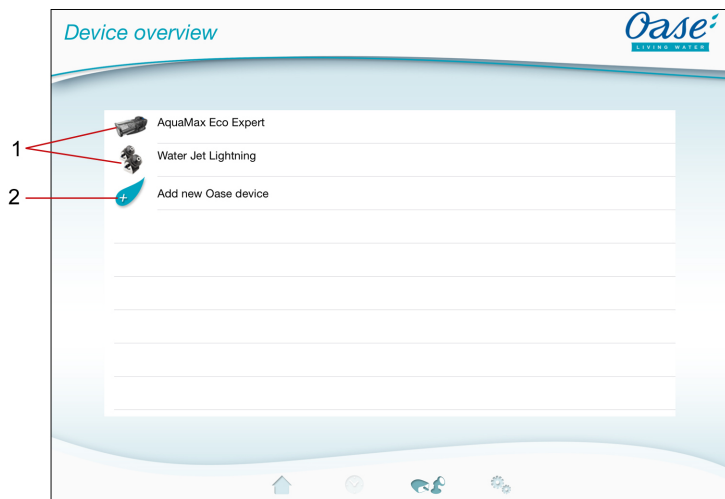 Device overview
Oase
LIVING WATER
1
AquaMax Eco Expert
Water Jet Lightning
2
Add new Oase device